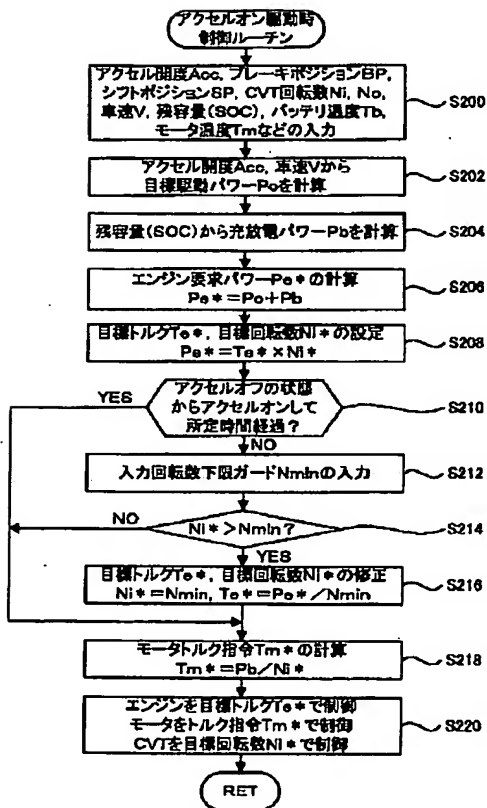 アクセルオン駆動時
制御ルーチン
アクセル開度Acc, ブレーキポジションBP,
シフトポジションSP, CVT回転数Ni, No,
車速V, 残容量(SOC), バッテリ温度Tb,
モータ温度Tmなどの入力
S200
アクセル開度Acc, 車速Vから
目標駆動パワーPoを計算
S202
残容量(SOC)から充放電パワーPbを計算
S204
エンジン要求パワーPe*の計算
Pe*=Po+Pb
S206
目標トルクTe*, 目標回転数Ni*の設定
Pe*=Te*×Ni*
S208
YES
アクセルオフの状態
からアクセルオンして
所定時間経過?
S210
NO
入力回転数下限ガードNminの入力
S212
NO
Ni*>Nmin?
S214
YES
目標トルクTe*, 目標回転数Ni*の修正
Ni*=Nmin, Te*=Pe*/Nmin
S216
モータトルク指令Tm*の計算
Tm*=Pb/Ni*
S218
エンジンを目標トルクTe*で制御
モータをトルク指令Tm*で制御
CVTを目標回転数Ni*で制御
S220
RET